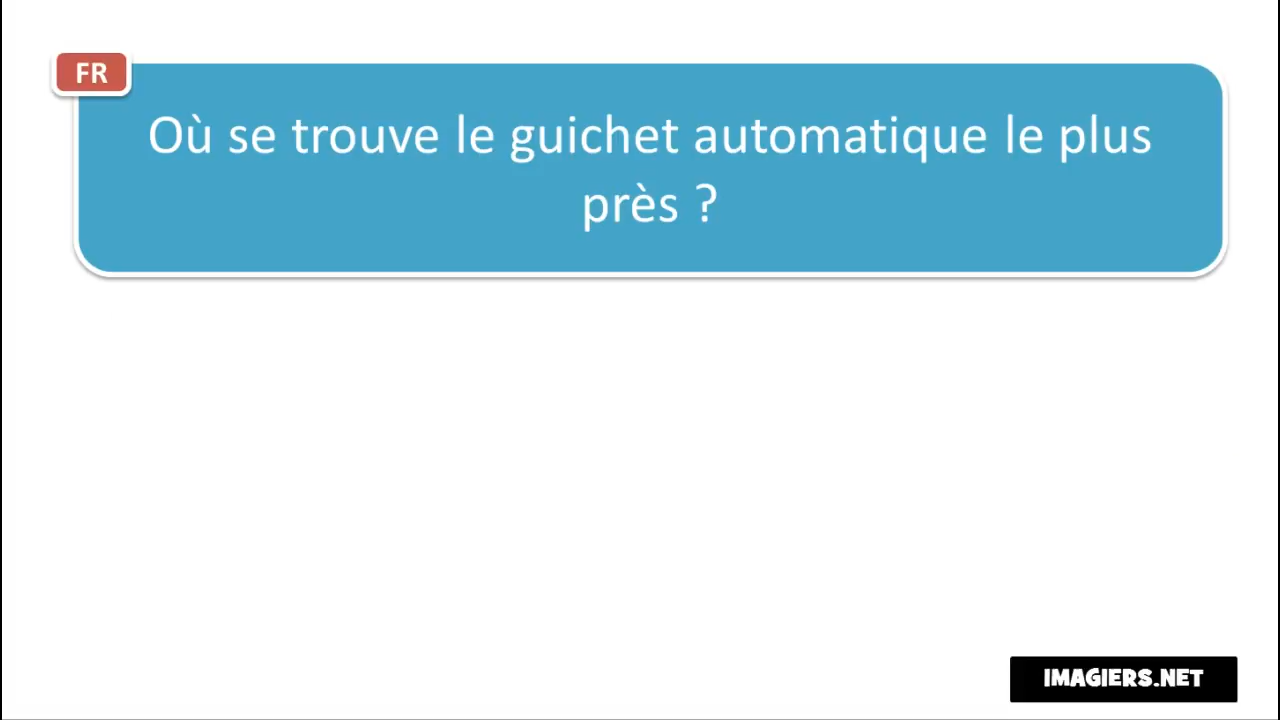 FR
Où se trouve le guichet automatique le plus
près ?
IMAGIERS.NET